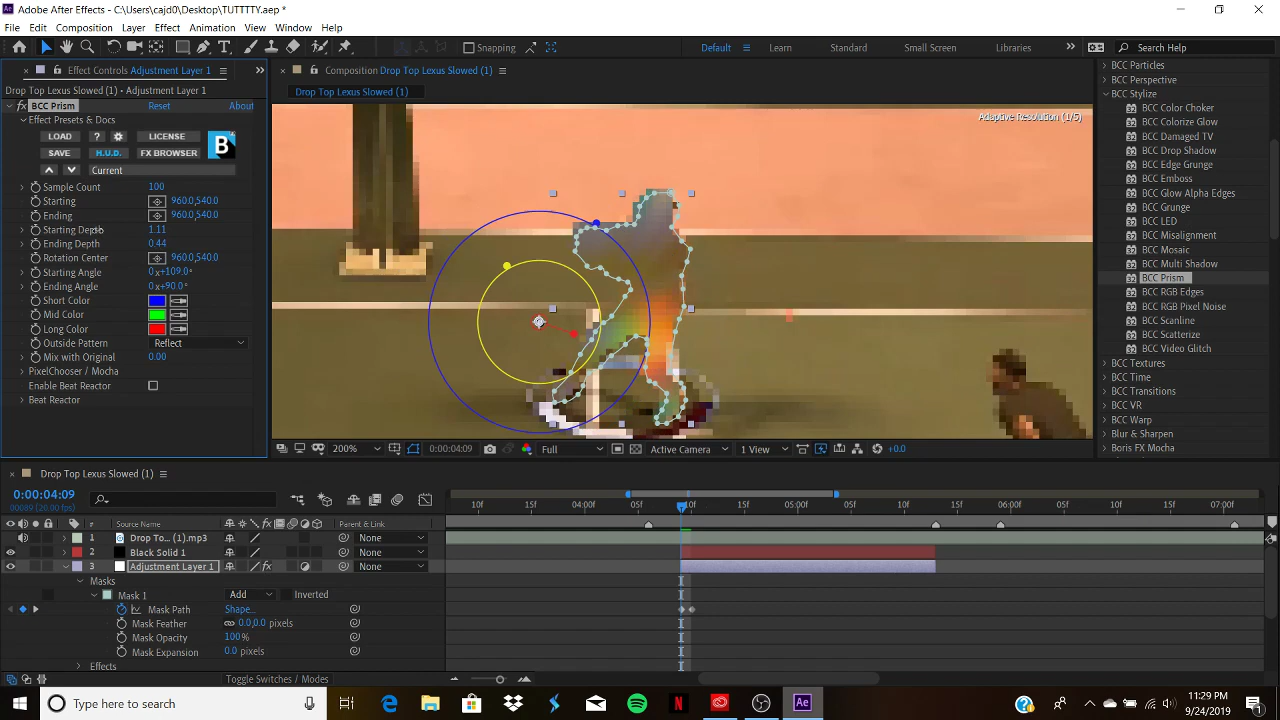 Adobe After Effects - C:\Users\cajd0\Desktop\TUTTTTY.aep *
File Edit Composition Layer Effect Animation View Window Help
Snapping Default Learn Standard Small Screen Libraries Search Help
Effect Controls Adjustment Layer 1
Drop Top Lexus Slowed (1) • Adjustment Layer 1
fx BCC Prism Reset About
Effect Presets & Docs
LOAD ? LICENSE
SAVE H.U.D. FX BROWSER
B
Current
Sample Count 100
Starting 960.0,540.0
Ending 960.0,540.0
Starting Depth 1.11
Ending Depth 0.44
Rotation Center 960.0,540.0
Starting Angle 0x+109.0°
Ending Angle 0x+90.0°
Short Color
Mid Color
Long Color
Outside Pattern Reflect
Mix with Original 0.00
PixelChooser / Mocha
Enable Beat Reactor
Beat Reactor
Composition Drop Top Lexus Slowed (1)
Drop Top Lexus Slowed (1)
Adaptive Resolution (1/5)
200% 0:00:04:09 Full Active Camera 1 View +0.0
BCC Particles
BCC Perspective
BCC Stylize
BCC Color Choker
BCC Colorize Glow
BCC Damaged TV
BCC Drop Shadow
BCC Edge Grunge
BCC Emboss
BCC Glow Alpha Edges
BCC Grunge
BCC LED
BCC Misalignment
BCC Mosaic
BCC Multi Shadow
BCC Prism
BCC RGB Edges
BCC RGB Pixel Noise
BCC Scanline
BCC Scatterize
BCC Video Glitch
BCC Textures
BCC Time
BCC Transitions
BCC VR
BCC Warp
Blur & Sharpen
Boris FX Mocha
Drop Top Lexus Slowed (1)
0:00:04:09
00089 (20.00 fps)
10f 15f 04:00f 05f 10f 15f 05:00f 05f 10f 15f 06:00f 05f 10f 15f 07:00f
# Source Name fx Parent & Link
1 Drop To... (1).mp3 None
2 Black Solid 1 None
3 Adjustment Layer 1 fx None
Masks
Mask 1 Add Inverted
Mask Path Shape...
Mask Feather 0.0,0.0 pixels
Mask Opacity 100%
Mask Expansion 0.0 pixels
Effects
Toggle Switches / Modes
Type here to search
11:29 PM
9/24/2019